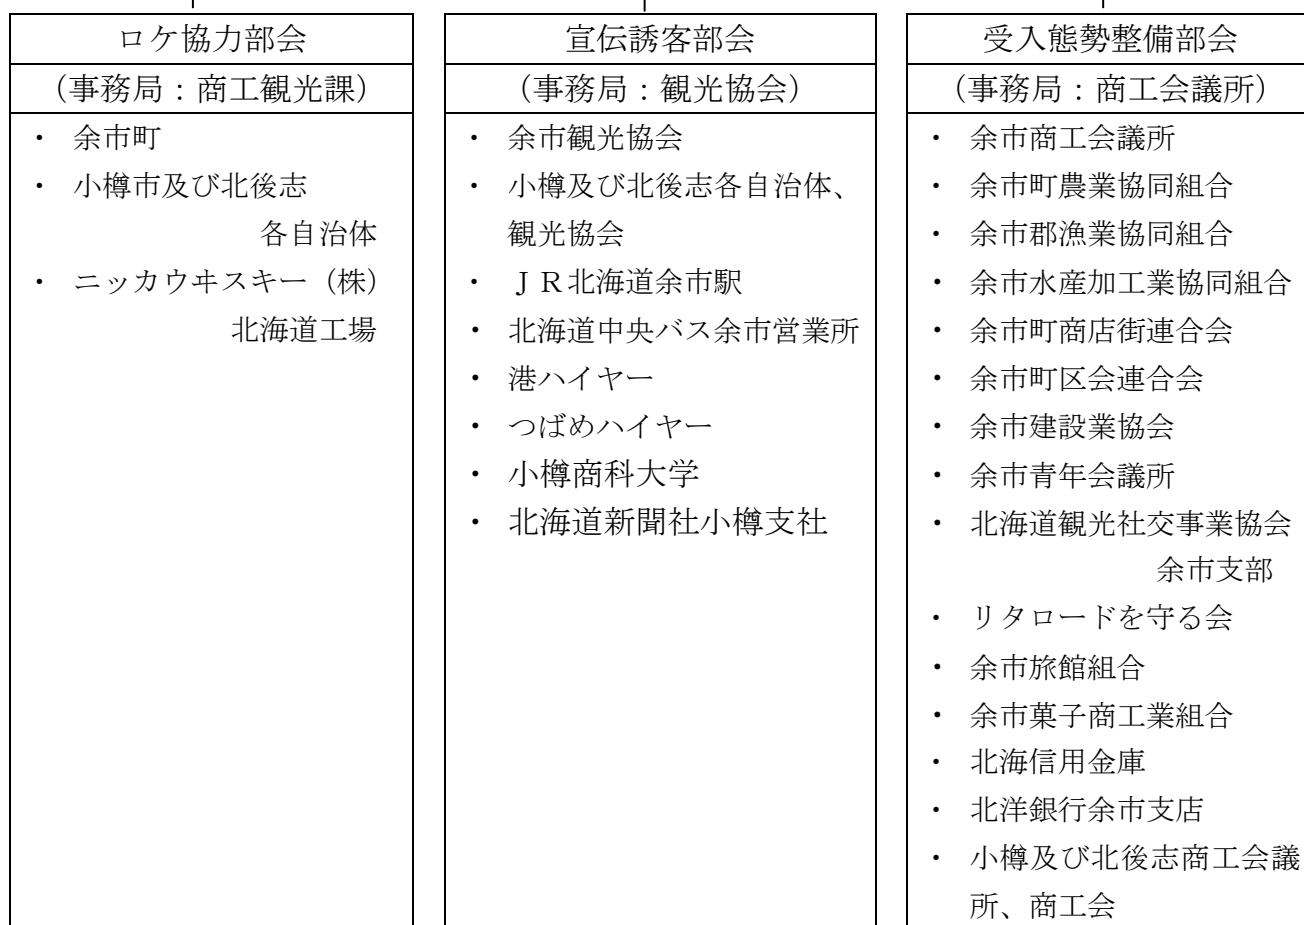 ロケ協力部会
（事務局：商工観光課）
・ 余市町
・ 小樽市及び北後志
各自治体
・ ニッカウヰスキー（株）
北海道工場
宣伝誘客部会
（事務局：観光協会）
・ 余市観光協会
・ 小樽及び北後志各自治体、
観光協会
・ ＪＲ北海道余市駅
・ 北海道中央バス余市営業所
・ 港ハイヤー
・ つばめハイヤー
・ 小樽商科大学
・ 北海道新聞社小樽支社
受入態勢整備部会
（事務局：商工会議所）
・ 余市商工会議所
・ 余市町農業協同組合
・ 余市郡漁業協同組合
・ 余市水産加工業協同組合
・ 余市町商店街連合会
・ 余市町区会連合会
・ 余市建設業協会
・ 余市青年会議所
・ 北海道観光社交事業協会
余市支部
・ リタロードを守る会
・ 余市旅館組合
・ 余市菓子商工業組合
・ 北海信用金庫
・ 北洋銀行余市支店
・ 小樽及び北後志商工会議
所、商工会